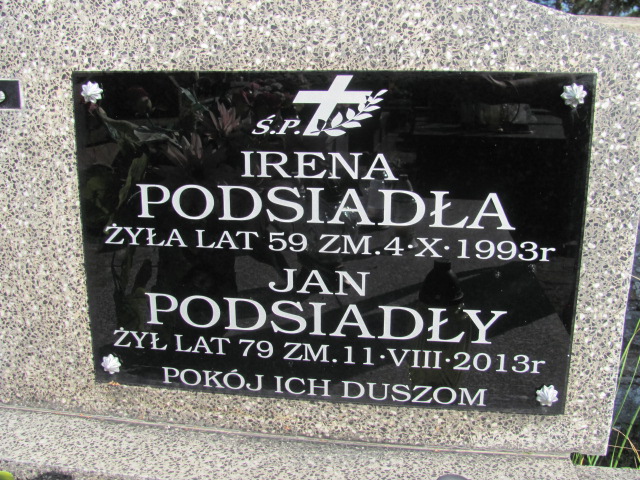 Ś.P.
IRENA
PODSIADŁA
ŻYŁA LAT 59 ZM.4·X·1993r
JAN
PODSIADŁY
ŻYŁ LAT 79 ZM.11·VIII·2013r
POKÓJ ICH DUSZOM